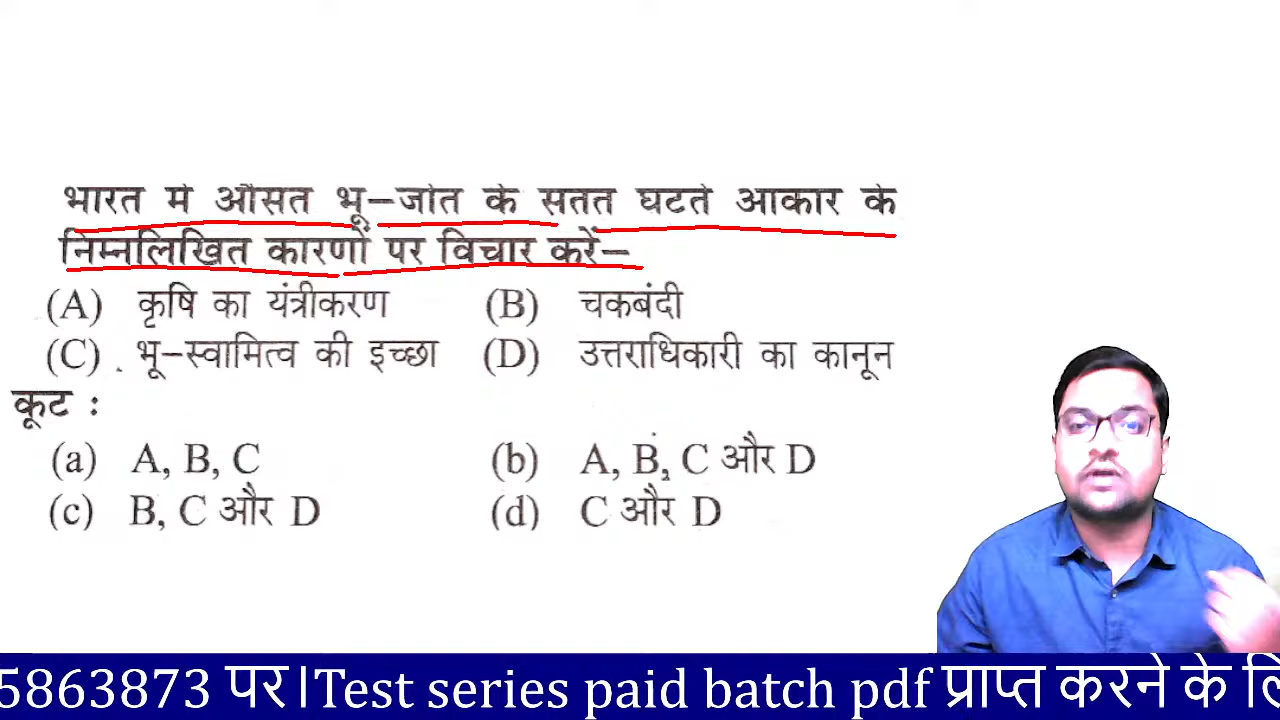 भारत में औसत भू-जोत के सतत घटते आकार के
निम्नलिखित कारणों पर विचार करें-
(A) कृषि का यंत्रीकरण (B) चकबंदी
(C) भू-स्वामित्व की इच्छा (D) उत्तराधिकारी का कानून
कूट :
(a) A, B, C (b) A, B, C और D
(c) B, C और D (d) C और D
5863873 पर।Test series paid batch pdf प्राप्त करने के लि